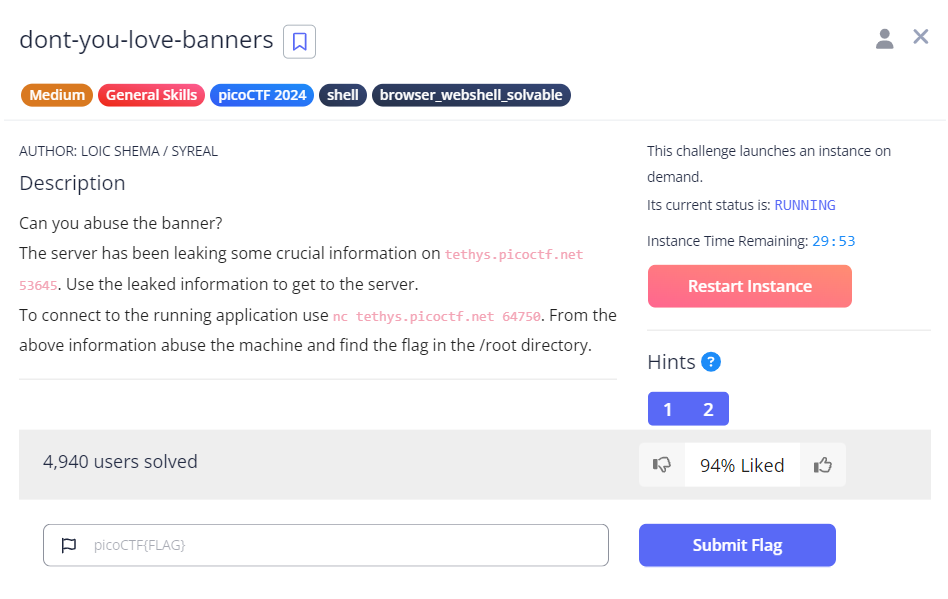 dont-you-love-banners
Medium General Skills picoCTF 2024 shell browser_webshell_solvable
AUTHOR: LOIC SHEMA / SYREAL
Description
Can you abuse the banner?
The server has been leaking some crucial information on tethys.picoctf.net
53645. Use the leaked information to get to the server.
To connect to the running application use nc tethys.picoctf.net 64750. From the
above information abuse the machine and find the flag in the /root directory.
This challenge launches an instance on
demand.
Its current status is: RUNNING
Instance Time Remaining: 29:53
Restart Instance
Hints ?
1 2
4,940 users solved
94% Liked
picoCTF{FLAG}
Submit Flag